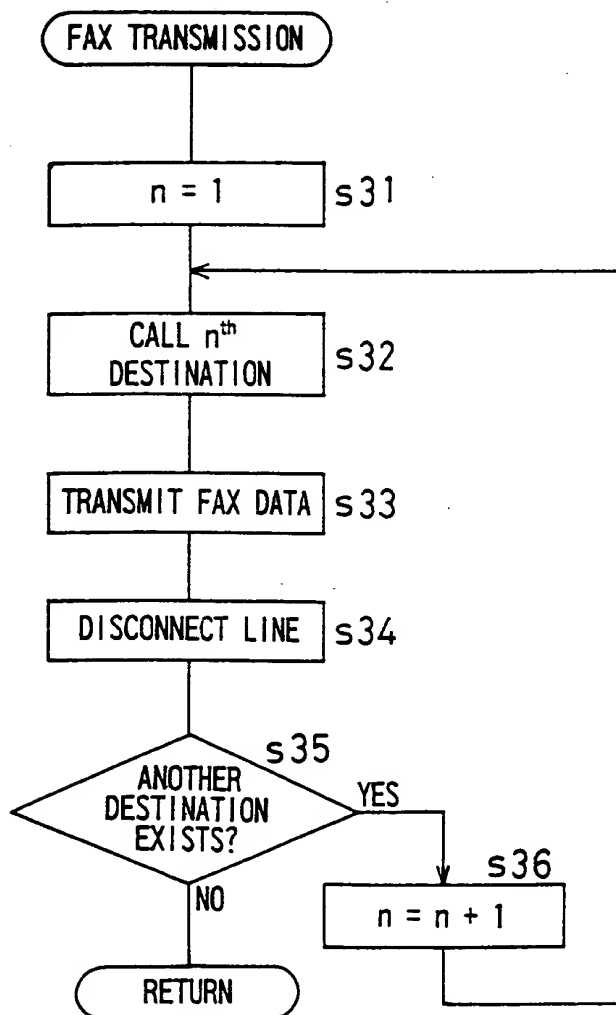 FAX TRANSMISSION
n = 1
s31
CALL nth
DESTINATION
s32
TRANSMIT FAX DATA
s33
DISCONNECT LINE
s34
s35
ANOTHER
DESTINATION
EXISTS?
YES
s36
n = n + 1
NO
RETURN